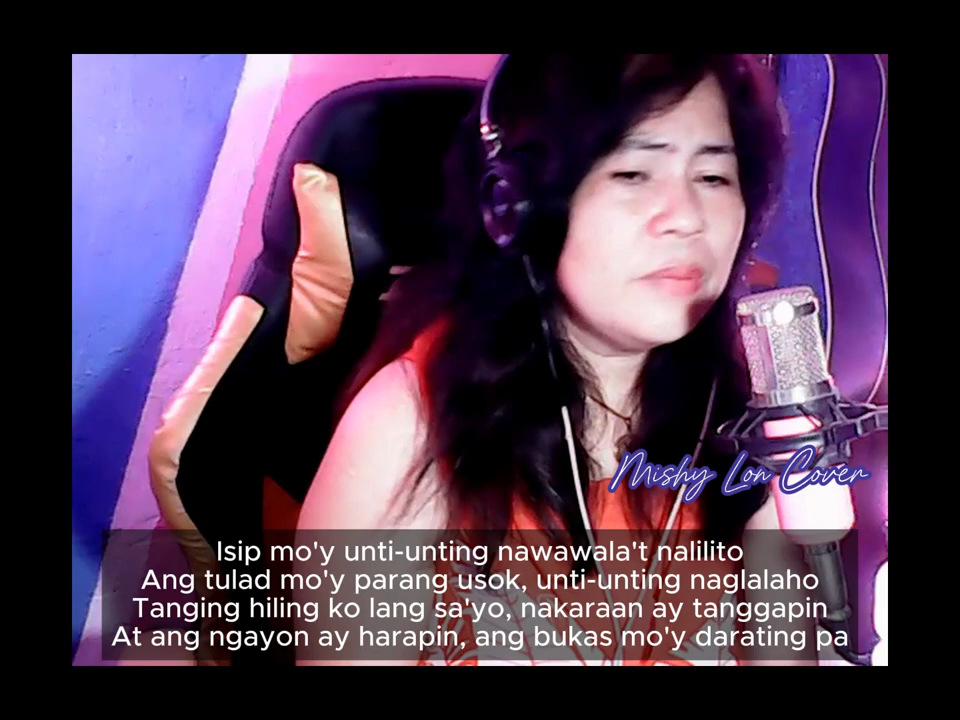 Mishy Lon Cover
Isip mo'y unti-unting nawawala't nalilito
Ang tulad mo'y parang usok, unti-unting naglalaho
Tanging hiling ko lang sa'yo, nakaraan ay tanggapin
At ang ngayon ay harapin, ang bukas mo'y darating pa